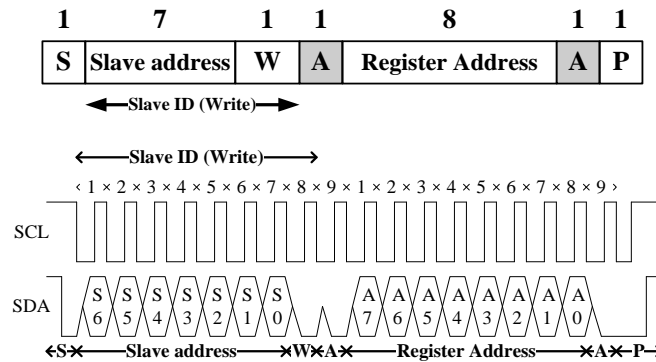 1 7 1 1 8 1 1
S Slave address W A Register Address A P
Slave ID (Write)
Slave ID (Write)
‹ 1 × 2 × 3 × 4 × 5 × 6 × 7 × 8 × 9 × 1 × 2 × 3 × 4 × 5 × 6 × 7 × 8 × 9 ›
SCL
SDA
S6 S5 S4 S3 S2 S1 S0 A7 A6 A5 A4 A3 A2 A1 A0
S Slave address W A Register Address A P